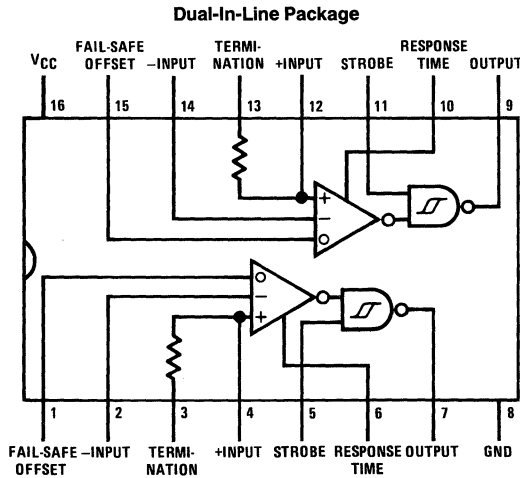 Dual-In-Line Package
VCC
FAIL-SAFE
OFFSET
–INPUT
TERMI-
NATION
+INPUT
STROBE
RESPONSE
TIME
OUTPUT
16 15 14 13 12 11 10 9
+
–
+
–
1 2 3 4 5 6 7 8
FAIL-SAFE
OFFSET
–INPUT
TERMI-
NATION
+INPUT
STROBE
RESPONSE
TIME
OUTPUT
GND